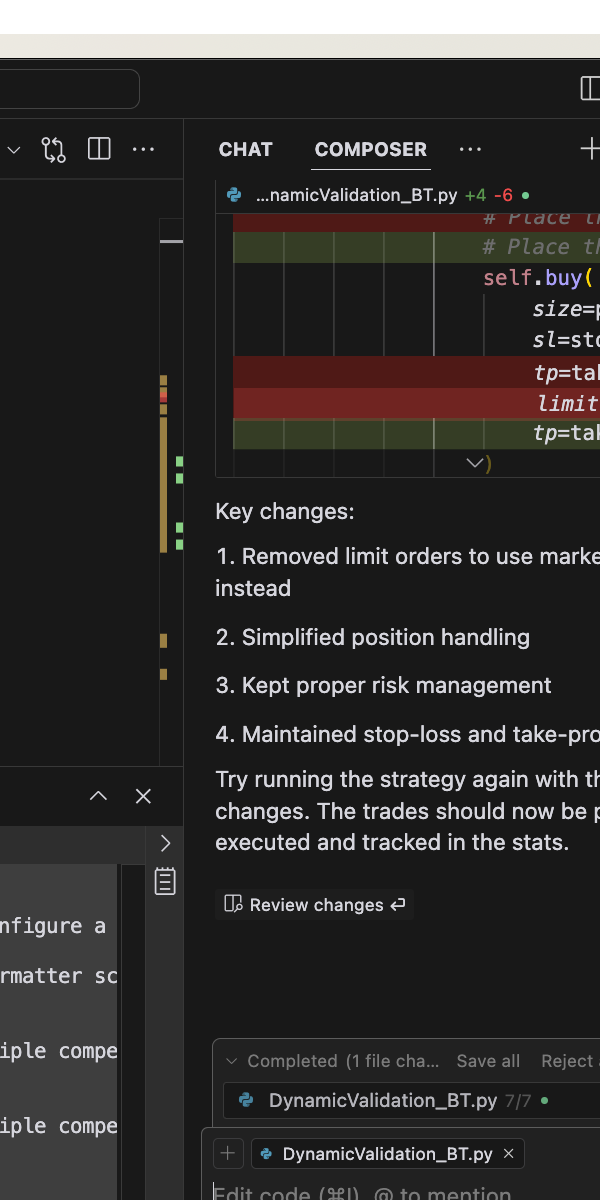 CHAT COMPOSER ...
...namicValidation_BT.py +4 -6
# Place th
# Place th
self.buy(
size=p
sl=sto
tp=tak
limit
tp=tak
)
Key changes:
1. Removed limit orders to use marke
instead
2. Simplified position handling
3. Kept proper risk management
4. Maintained stop-loss and take-pro
Try running the strategy again with th
changes. The trades should now be p
executed and tracked in the stats.
Review changes
nfigure a
rmatter sc
iple compe
iple compe
Completed (1 file cha... Save all Reject
DynamicValidation_BT.py 7/7
DynamicValidation_BT.py ×
Edit code (⌘I), @ to mention